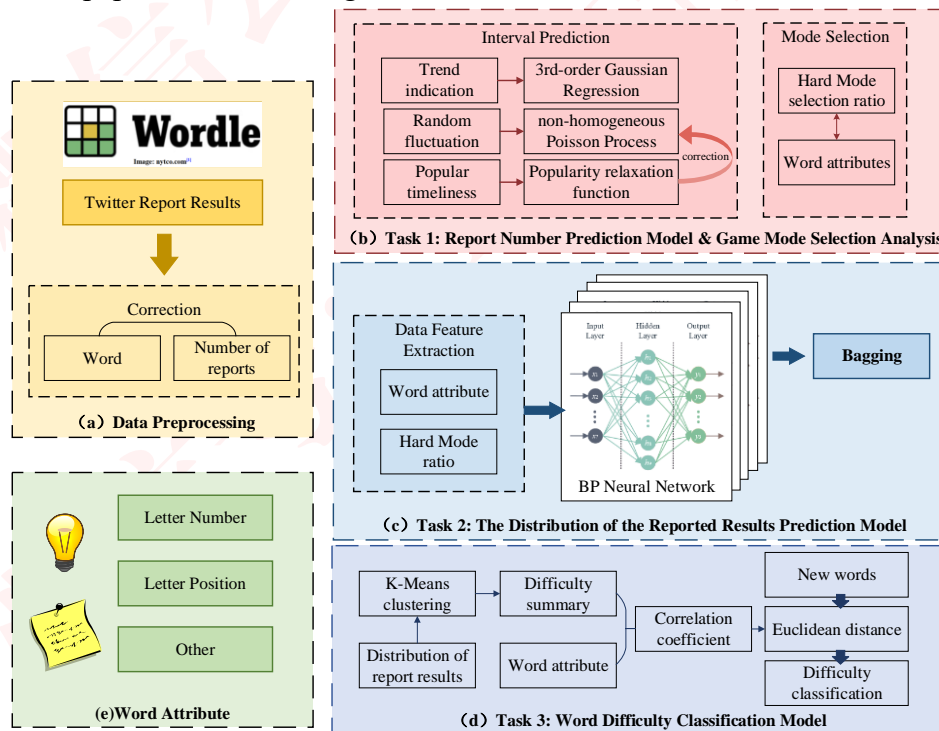 Wordle
Image: nytco.com[1]
Twitter Report Results
Correction
Word
Number of
reports
（a）Data Preprocessing
Interval Prediction
Trend
indication
3rd-order Gaussian
Regression
Random
fluctuation
non-homogeneous
Poisson Process
Popular
timeliness
Popularity relaxation
function
correction
Mode Selection
Hard Mode
selection ratio
Word attributes
（b）Task 1: Report Number Prediction Model & Game Mode Selection Analysis
Data Feature
Extraction
Word attribute
Hard Mode
ratio
Input
Layer
Hidden
Layer
Output
Layer
BP Neural Network
Bagging
（c）Task 2: The Distribution of the Reported Results Prediction Model
Letter Number
Letter Position
Other
(e)Word Attribute
K-Means
clustering
Difficulty
summary
Distribution of
report results
Word attribute
Correlation
coefficient
New words
Euclidean distance
Difficulty
classification
（d）Task 3: Word Difficulty Classification Model